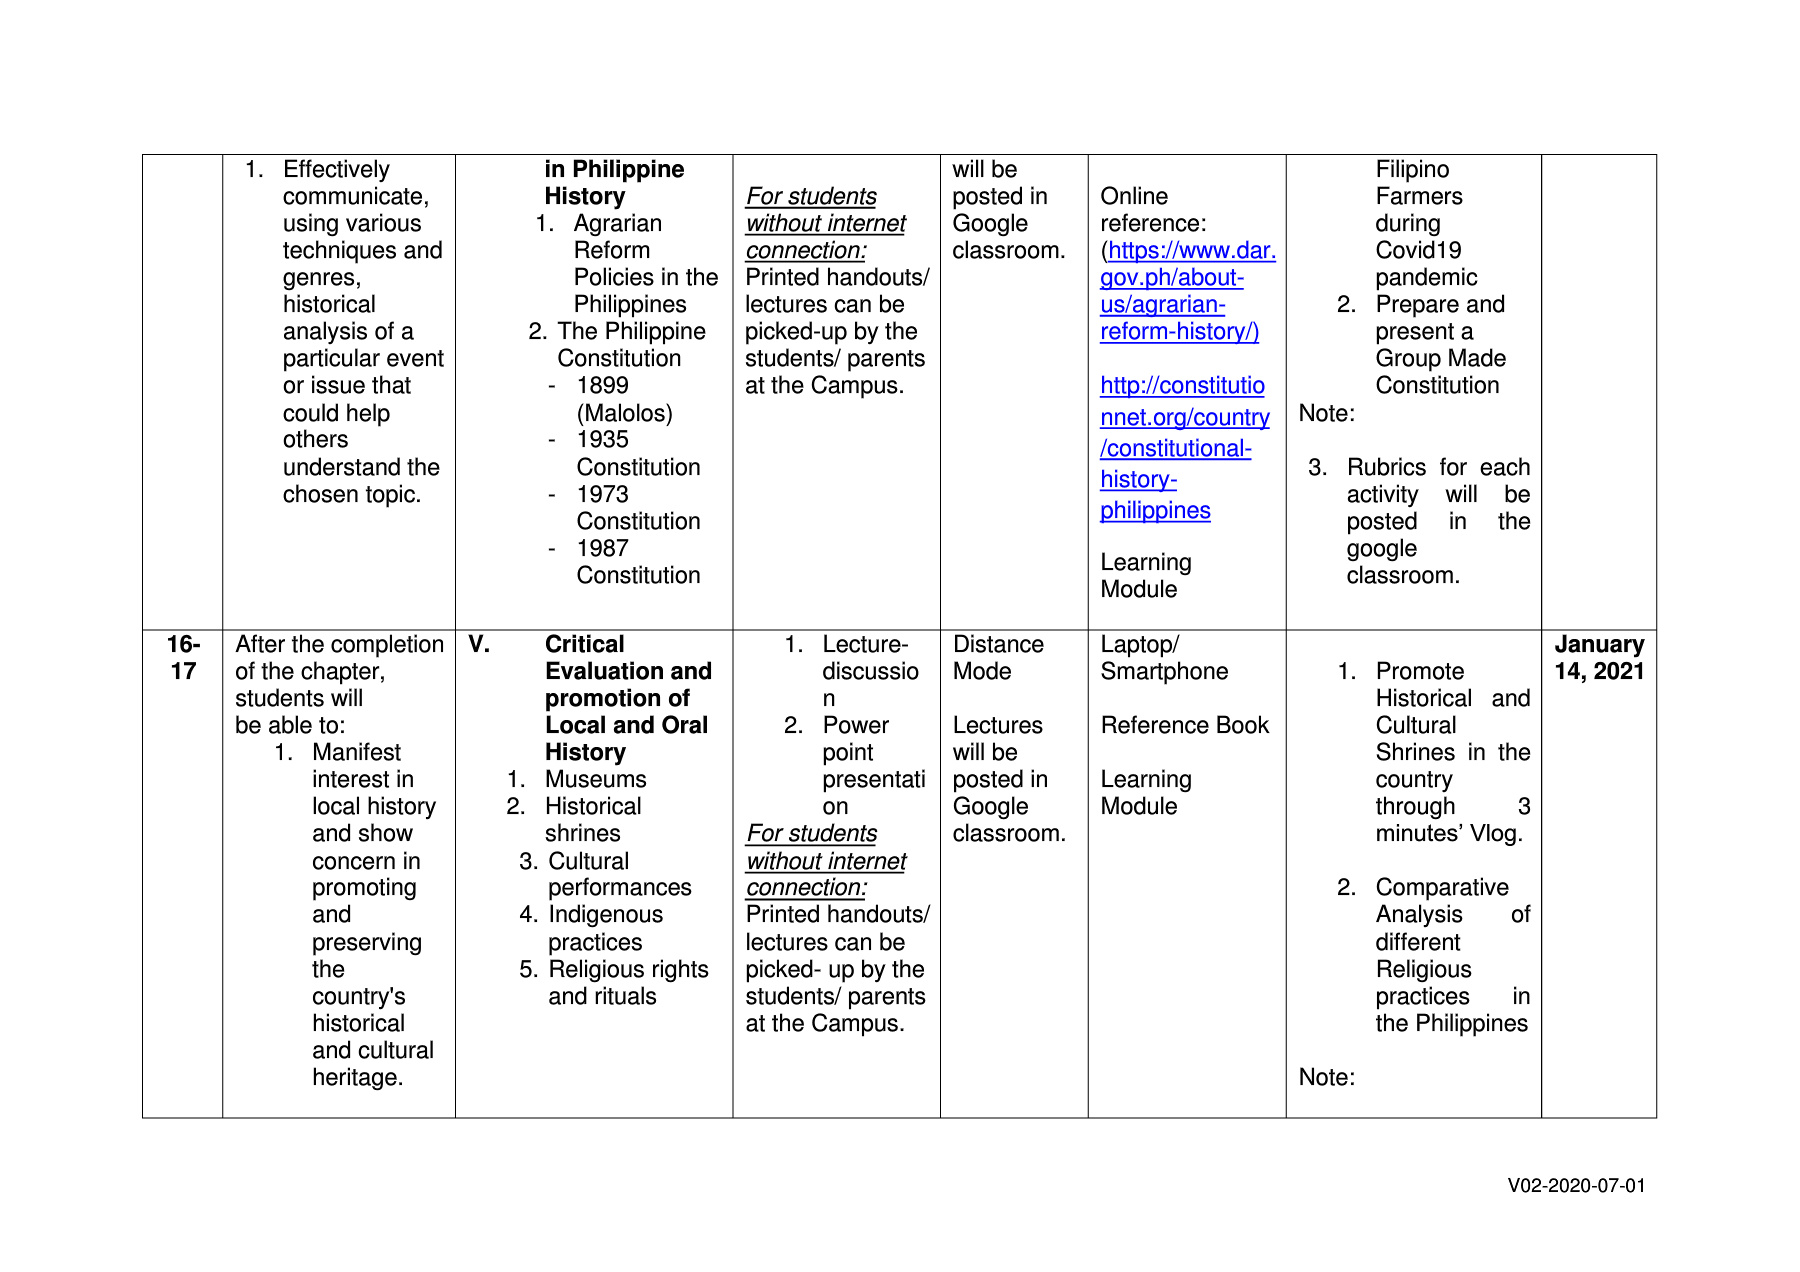 1. Effectively
communicate,
using various
techniques and
genres,
historical
analysis of a
particular event
or issue that
could help
others
understand the
chosen topic.
in Philippine
History
1. Agrarian
Reform
Policies in the
Philippines
2. The Philippine
Constitution
- 1899
(Malolos)
- 1935
Constitution
- 1973
Constitution
- 1987
Constitution
For students
without internet
connection:
Printed handouts/
lectures can be
picked-up by the
students/ parents
at the Campus.
will be
posted in
Google
classroom.
Online
reference:
(https://www.dar.
gov.ph/about-
us/agrarian-
reform-history/)
http://constitutio
nnet.org/country
/constitutional-
history-
philippines
Learning
Module
Filipino
Farmers
during
Covid19
pandemic
2. Prepare and
present a
Group Made
Constitution
Note:
3. Rubrics for each
activity will be
posted in the
google
classroom.
16-
17
After the completion
of the chapter,
students will
be able to:
1. Manifest
interest in
local history
and show
concern in
promoting
and
preserving
the
country's
historical
and cultural
heritage.
V. Critical
Evaluation and
promotion of
Local and Oral
History
1. Museums
2. Historical
shrines
3. Cultural
performances
4. Indigenous
practices
5. Religious rights
and rituals
1. Lecture-
discussio
n
2. Power
point
presentati
on
For students
without internet
connection:
Printed handouts/
lectures can be
picked- up by the
students/ parents
at the Campus.
Distance
Mode
Lectures
will be
posted in
Google
classroom.
Laptop/
Smartphone
Reference Book
Learning
Module
1. Promote
Historical and
Cultural
Shrines in the
country
through 3
minutes’ Vlog.
2. Comparative
Analysis of
different
Religious
practices in
the Philippines
Note:
January
14, 2021
V02-2020-07-01